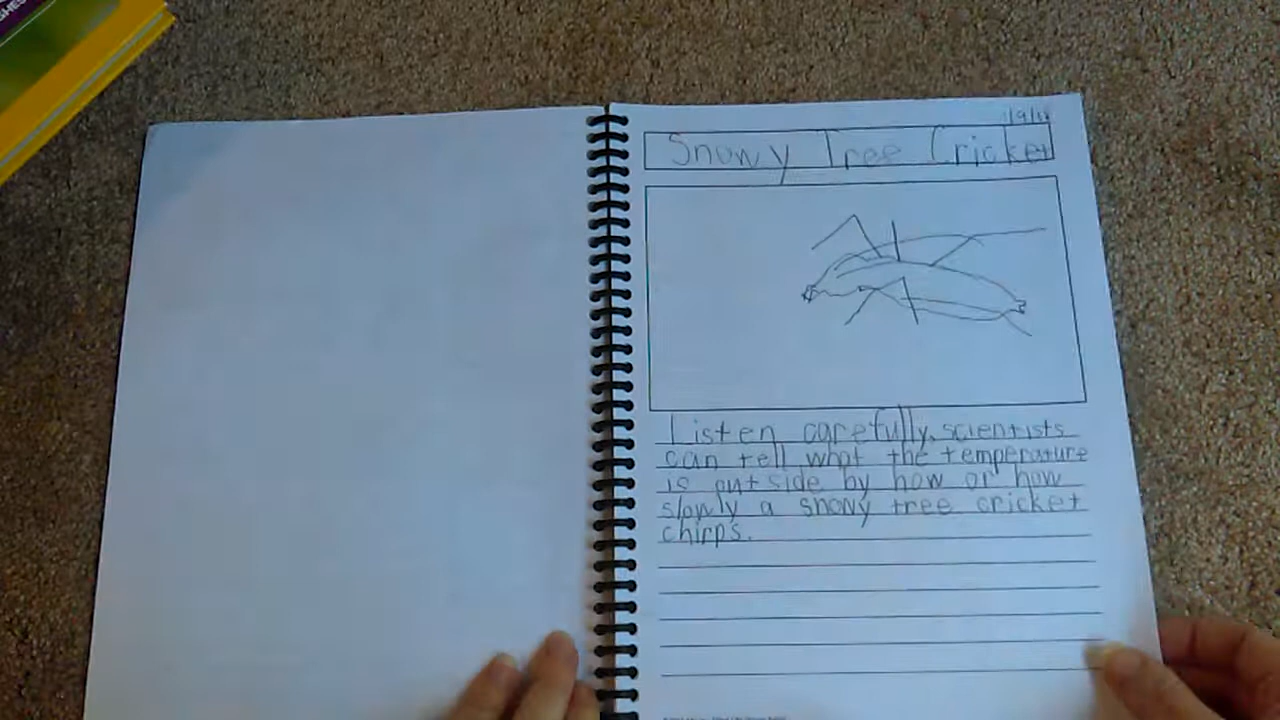 Snowy Tree Cricket
Listen carefully, scientists
can tell what the temperature
is outside by how or how
slowly a snowy tree cricket
chirps.